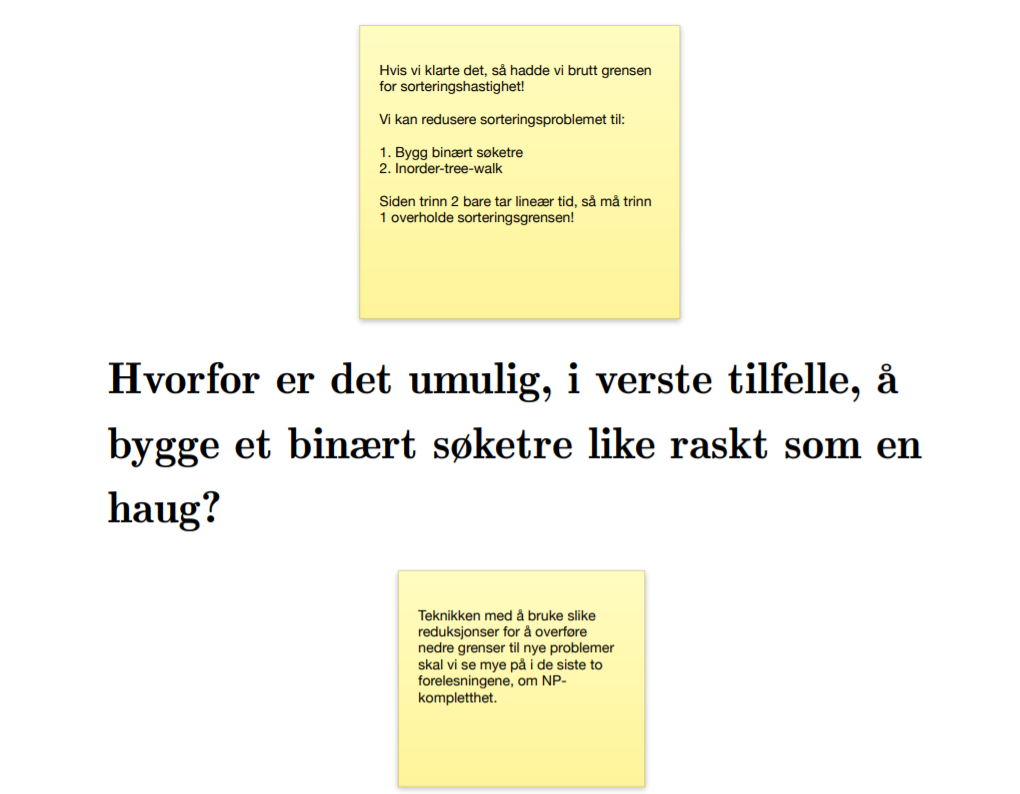 Hvis vi klarte det, så hadde vi brutt grensen
for sorteringshastighet!
Vi kan redusere sorteringsproblemet til:
1. Bygg binært søketre
2. Inorder-tree-walk
Siden trinn 2 bare tar lineær tid, så må trinn
1 overholde sorteringsgrensen!
Hvorfor er det umulig, i verste tilfelle, å
bygge et binært søketre like raskt som en
haug?
Teknikken med å bruke slike
reduksjonser for å overføre
nedre grenser til nye problemer
skal vi se mye på i de siste to
forelesningene, om NP-
kompletthet.